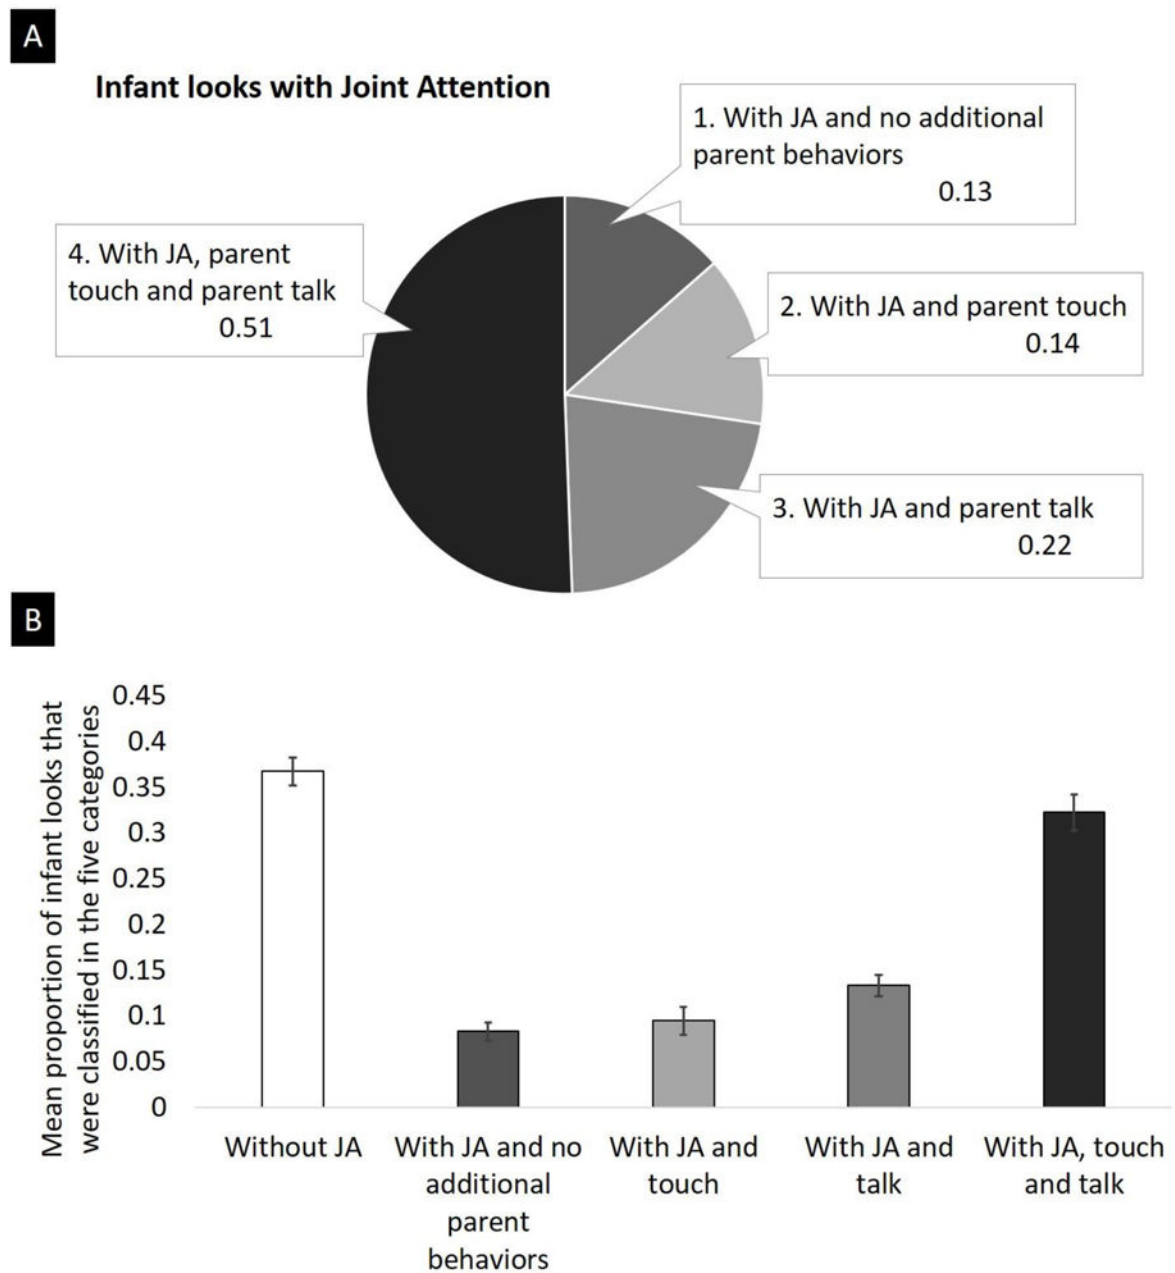 A
Infant looks with Joint Attention
1. With JA and no additional
parent behaviors
0.13
4. With JA, parent
touch and parent talk
0.51
2. With JA and parent touch
0.14
3. With JA and parent talk
0.22
B
Mean proportion of infant looks that
were classified in the five categories
0.45
0.4
0.35
0.3
0.25
0.2
0.15
0.1
0.05
0
Without JA
With JA and no
additional
parent
behaviors
With JA and
touch
With JA and
talk
With JA, touch
and talk